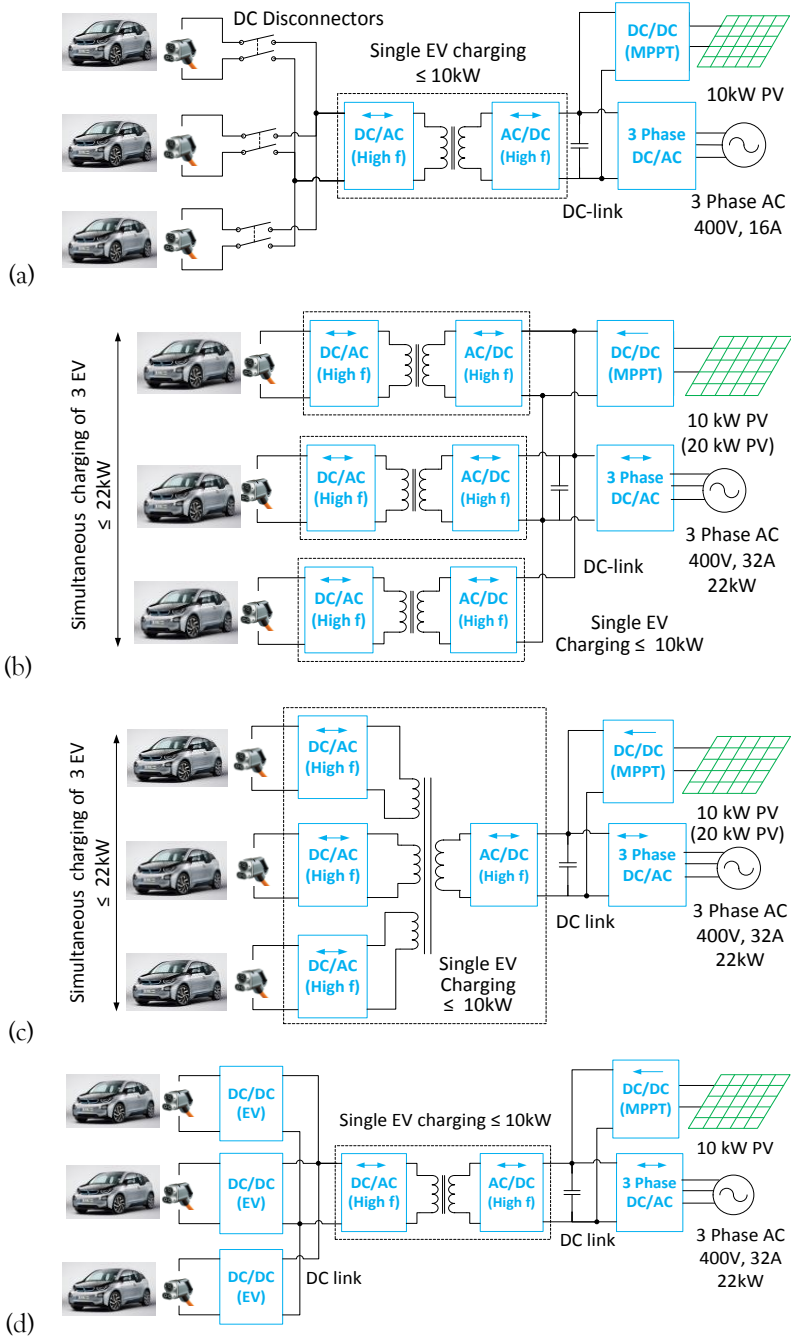 DC Disconnectors
Single EV charging
≤ 10kW
DC/AC
(High f)
AC/DC
(High f)
DC/DC
(MPPT)
10kW PV
3 Phase
DC/AC
DC-link
3 Phase AC
400V, 16A
(a)
Simultaneous charging of 3 EV
≤ 22kW
DC/AC
(High f)
AC/DC
(High f)
DC/DC
(MPPT)
10 kW PV
(20 kW PV)
DC/AC
(High f)
AC/DC
(High f)
3 Phase
DC/AC
3 Phase AC
400V, 32A
22kW
DC-link
DC/AC
(High f)
AC/DC
(High f)
Single EV
Charging ≤ 10kW
(b)
Simultaneous charging of 3 EV
≤ 22kW
DC/AC
(High f)
DC/DC
(MPPT)
10 kW PV
(20 kW PV)
DC/AC
(High f)
AC/DC
(High f)
3 Phase
DC/AC
DC link
3 Phase AC
400V, 32A
22kW
DC/AC
(High f)
Single EV
Charging
≤ 10kW
(c)
DC/DC
(EV)
Single EV charging ≤ 10kW
DC/DC
(MPPT)
10 kW PV
DC/DC
(EV)
DC/AC
(High f)
AC/DC
(High f)
3 Phase
DC/AC
DC link
3 Phase AC
400V, 32A
22kW
DC/DC
(EV)
DC link
(d)